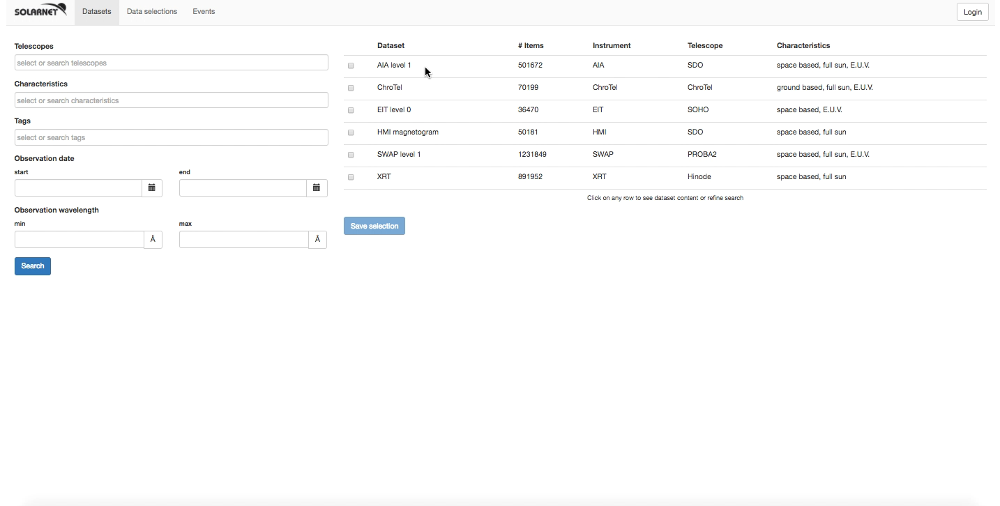 SOLARNET Datasets Data selections Events Login
Telescopes
select or search telescopes
Characteristics
select or search characteristics
Tags
select or search tags
Observation date
start end
Observation wavelength
min max
Å Å
Search
Dataset # Items Instrument Telescope Characteristics
AIA level 1 501672 AIA SDO space based, full sun, E.U.V.
ChroTel 70199 ChroTel ChroTel ground based, full sun, E.U.V.
EIT level 0 36470 EIT SOHO space based, E.U.V.
HMI magnetogram 50181 HMI SDO space based, full sun
SWAP level 1 1231849 SWAP PROBA2 space based, full sun, E.U.V.
XRT 891952 XRT Hinode space based, full sun
Click on any row to see dataset content or refine search
Save selection